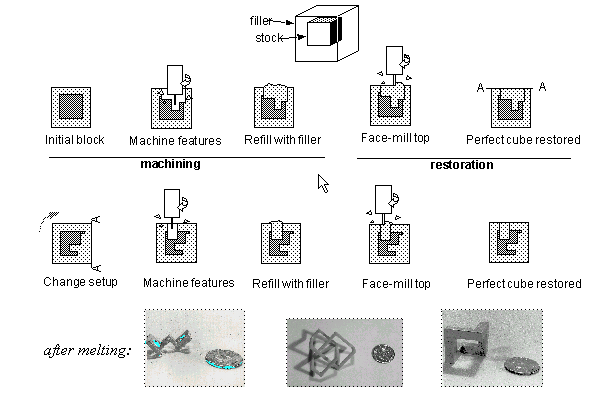 filler
stock
A A
Initial block Machine features Refill with filler Face-mill top Perfect cube restored
machining restoration
A
A
Change setup Machine features Refill with filler Face-mill top Perfect cube restored
after melting: